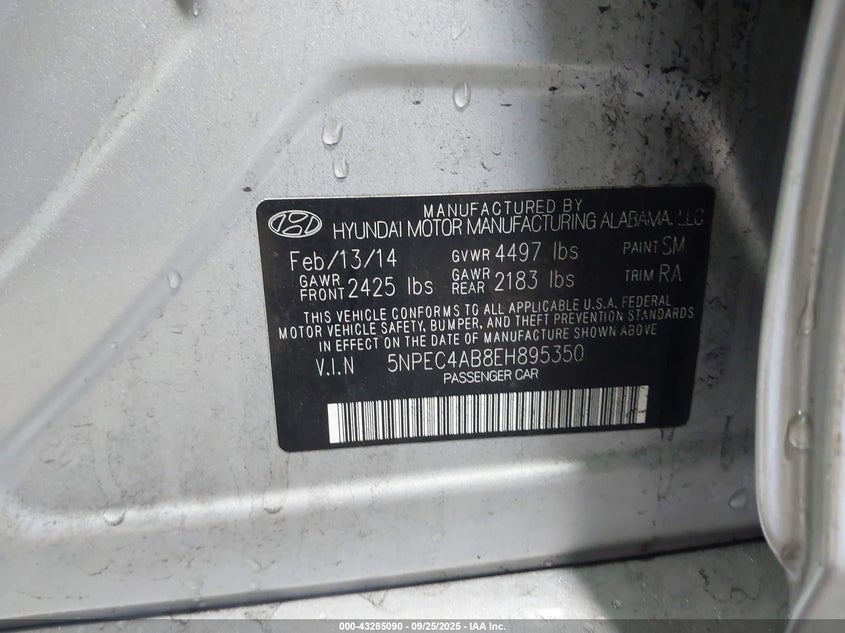 MANUFACTURED BY
HYUNDAI MOTOR MANUFACTURING ALABAMA, LLC
Feb/13/14 GVWR 4497 lbs PAINT SM
GAWR FRONT 2425 lbs GAWR REAR 2183 lbs TRIM RA
THIS VEHICLE CONFORMS TO ALL APPLICABLE U.S.A. FEDERAL
MOTOR VEHICLE SAFETY, BUMPER, AND THEFT PREVENTION STANDARDS
IN EFFECT ON THE DATE OF MANUFACTURE SHOWN ABOVE
V.I.N 5NPEC4AB8EH895350
PASSENGER CAR
000-43285090 - 09/25/2025 - IAA Inc.